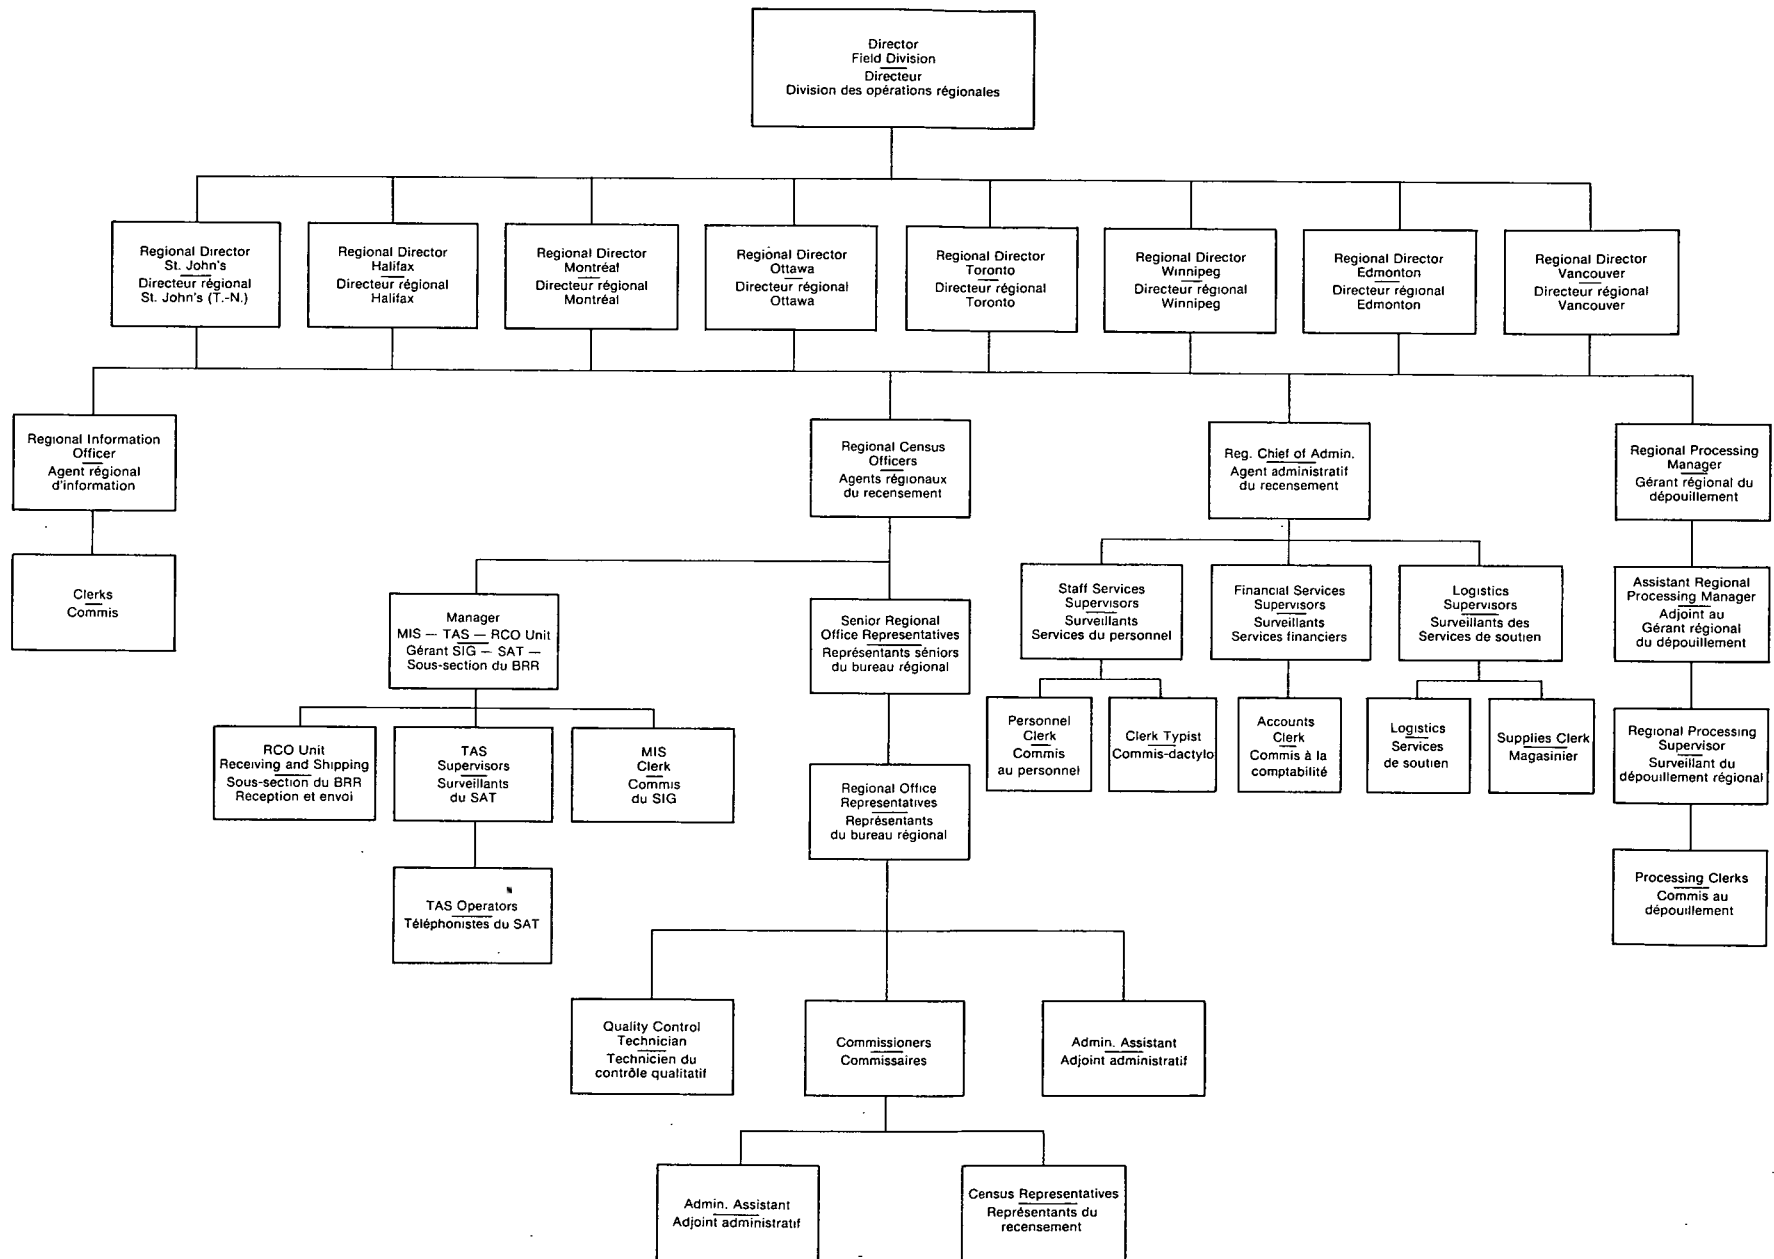 Director
Field Division
Directeur
Division des opérations régionales
Regional Director
St. John's
Directeur régional
St. John's (T.-N.)
Regional Director
Halifax
Directeur régional
Halifax
Regional Director
Montréal
Directeur régional
Montréal
Regional Director
Ottawa
Directeur régional
Ottawa
Regional Director
Toronto
Directeur régional
Toronto
Regional Director
Winnipeg
Directeur régional
Winnipeg
Regional Director
Edmonton
Directeur régional
Edmonton
Regional Director
Vancouver
Directeur régional
Vancouver
Regional Information
Officer
Agent régional
d'information
Regional Census
Officers
Agents régionaux
du recensement
Reg. Chief of Admin.
Agent administratif
du recensement
Regional Processing
Manager
Gérant régional du
dépouillement
Clerks
Commis
Manager
MIS — TAS — RCO Unit
Gérant SIG — SAT —
Sous-section du BRR
Senior Regional
Office Representatives
Représentants séniors
du bureau régional
Staff Services
Supervisors
Surveillants
Services du personnel
Financial Services
Supervisors
Surveillants
Services financiers
Logistics
Supervisors
Surveillants des
Services de soutien
Assistant Regional
Processing Manager
Adjoint au
Gérant régional
du dépouillement
RCO Unit
Receiving and Shipping
Sous-section du BRR
Reception et envoi
TAS
Supervisors
Surveillants
du SAT
MIS
Clerk
Commis
du SIG
Regional Office
Representatives
Représentants
du bureau régional
Personnel
Clerk
Commis
au personnel
Clerk Typist
Commis-dactylo
Accounts
Clerk
Commis à la
comptabilité
Logistics
Services
de soutien
Supplies Clerk
Magasinier
Regional Processing
Supervisor
Surveillant du
dépouillement régional
TAS Operators
Téléphonistes du SAT
Processing Clerks
Commis au
dépouillement
Quality Control
Technician
Technicien du
contrôle qualitatif
Commissioners
Commissaires
Admin. Assistant
Adjoint administratif
Admin. Assistant
Adjoint administratif
Census Representatives
Représentants du
recensement